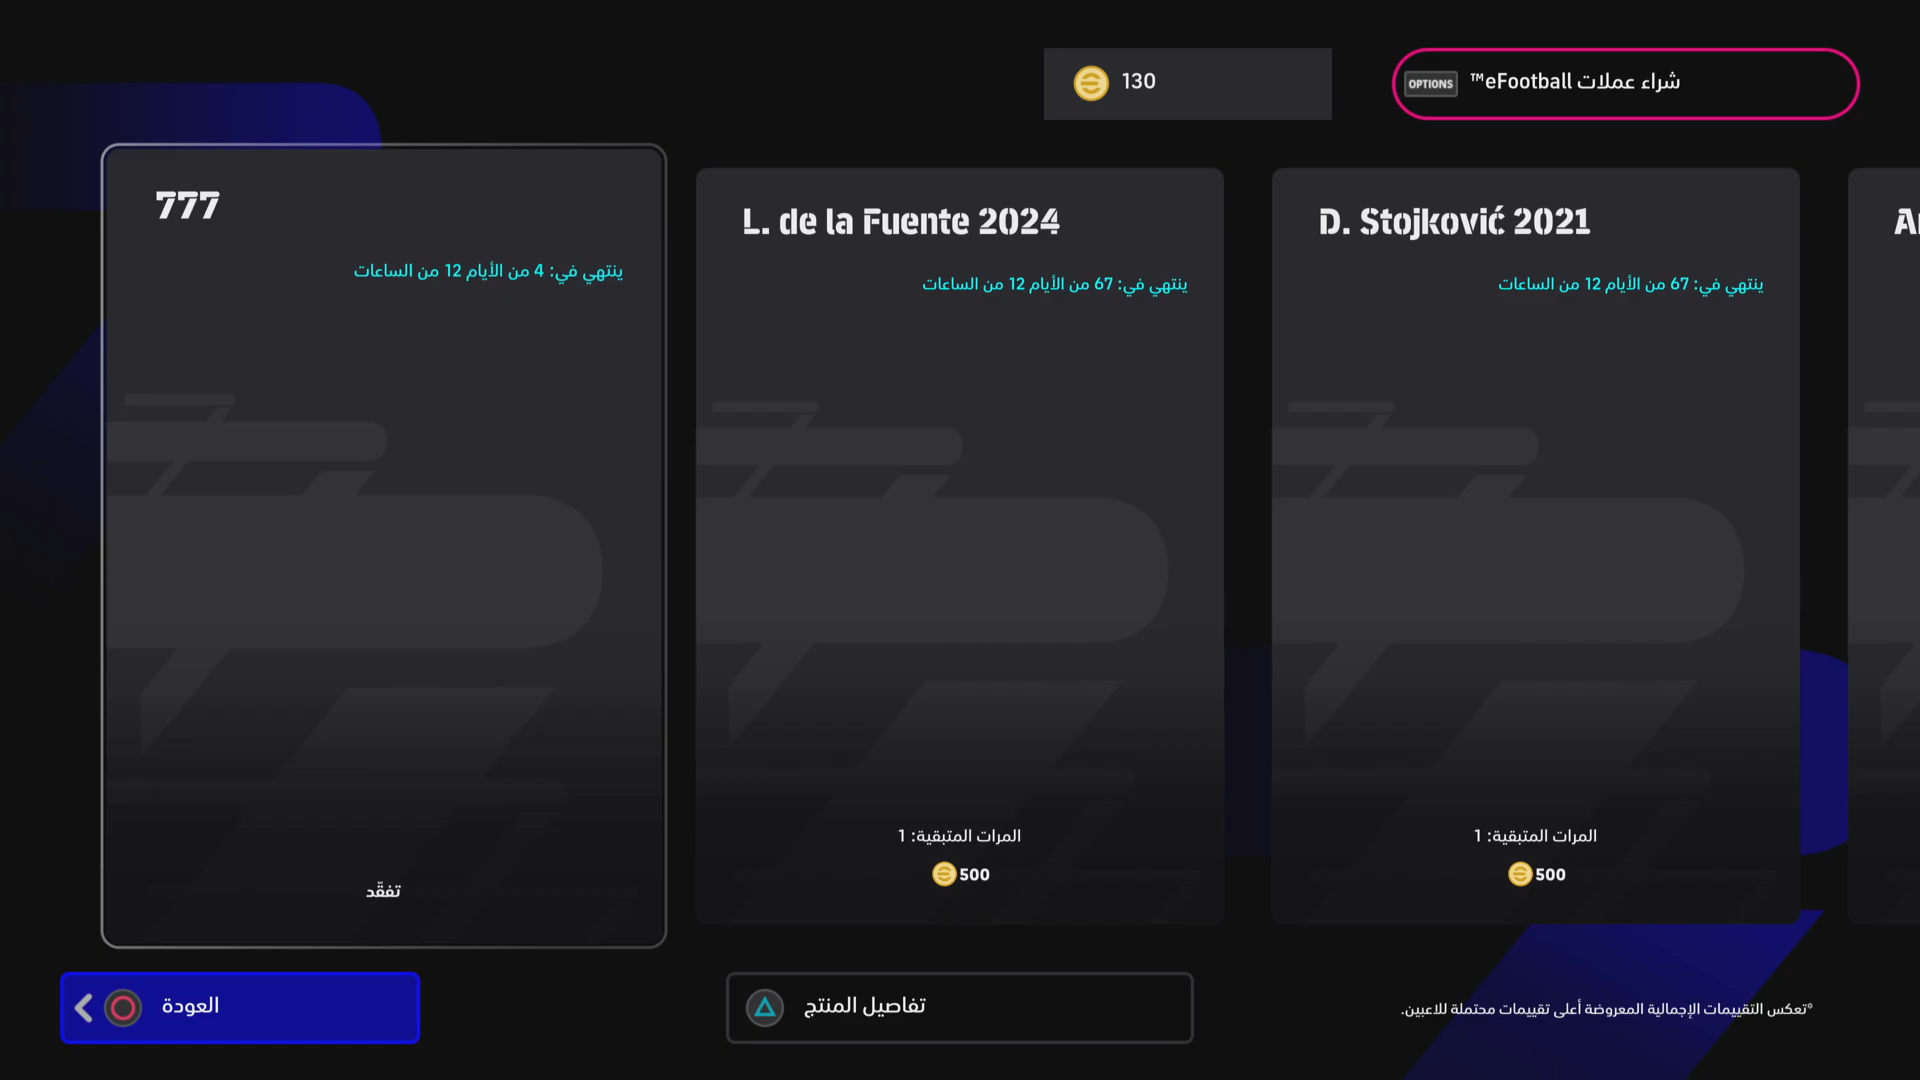 130
OPTIONS شراء عملات eFootball™
777
ينتهي في: 4 من الأيام 12 من الساعات
تفقّد
L. de la Fuente 2024
ينتهي في: 67 من الأيام 12 من الساعات
المرات المتبقية: 1
500
D. Stojković 2021
ينتهي في: 67 من الأيام 12 من الساعات
المرات المتبقية: 1
500
العودة
تفاصيل المنتج
*تعكس التقييمات الإجمالية المعروضة أعلى تقييمات محتملة للاعبين.